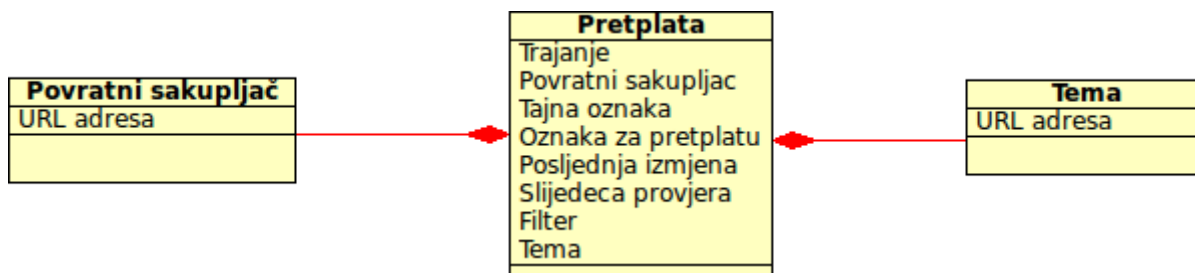 Povratni sakupljač
URL adresa
Pretplata
Trajanje
Povratni sakupljac
Tajna oznaka
Oznaka za pretplatu
Posljednja izmjena
Slijedeca provjera
Filter
Tema
Tema
URL adresa